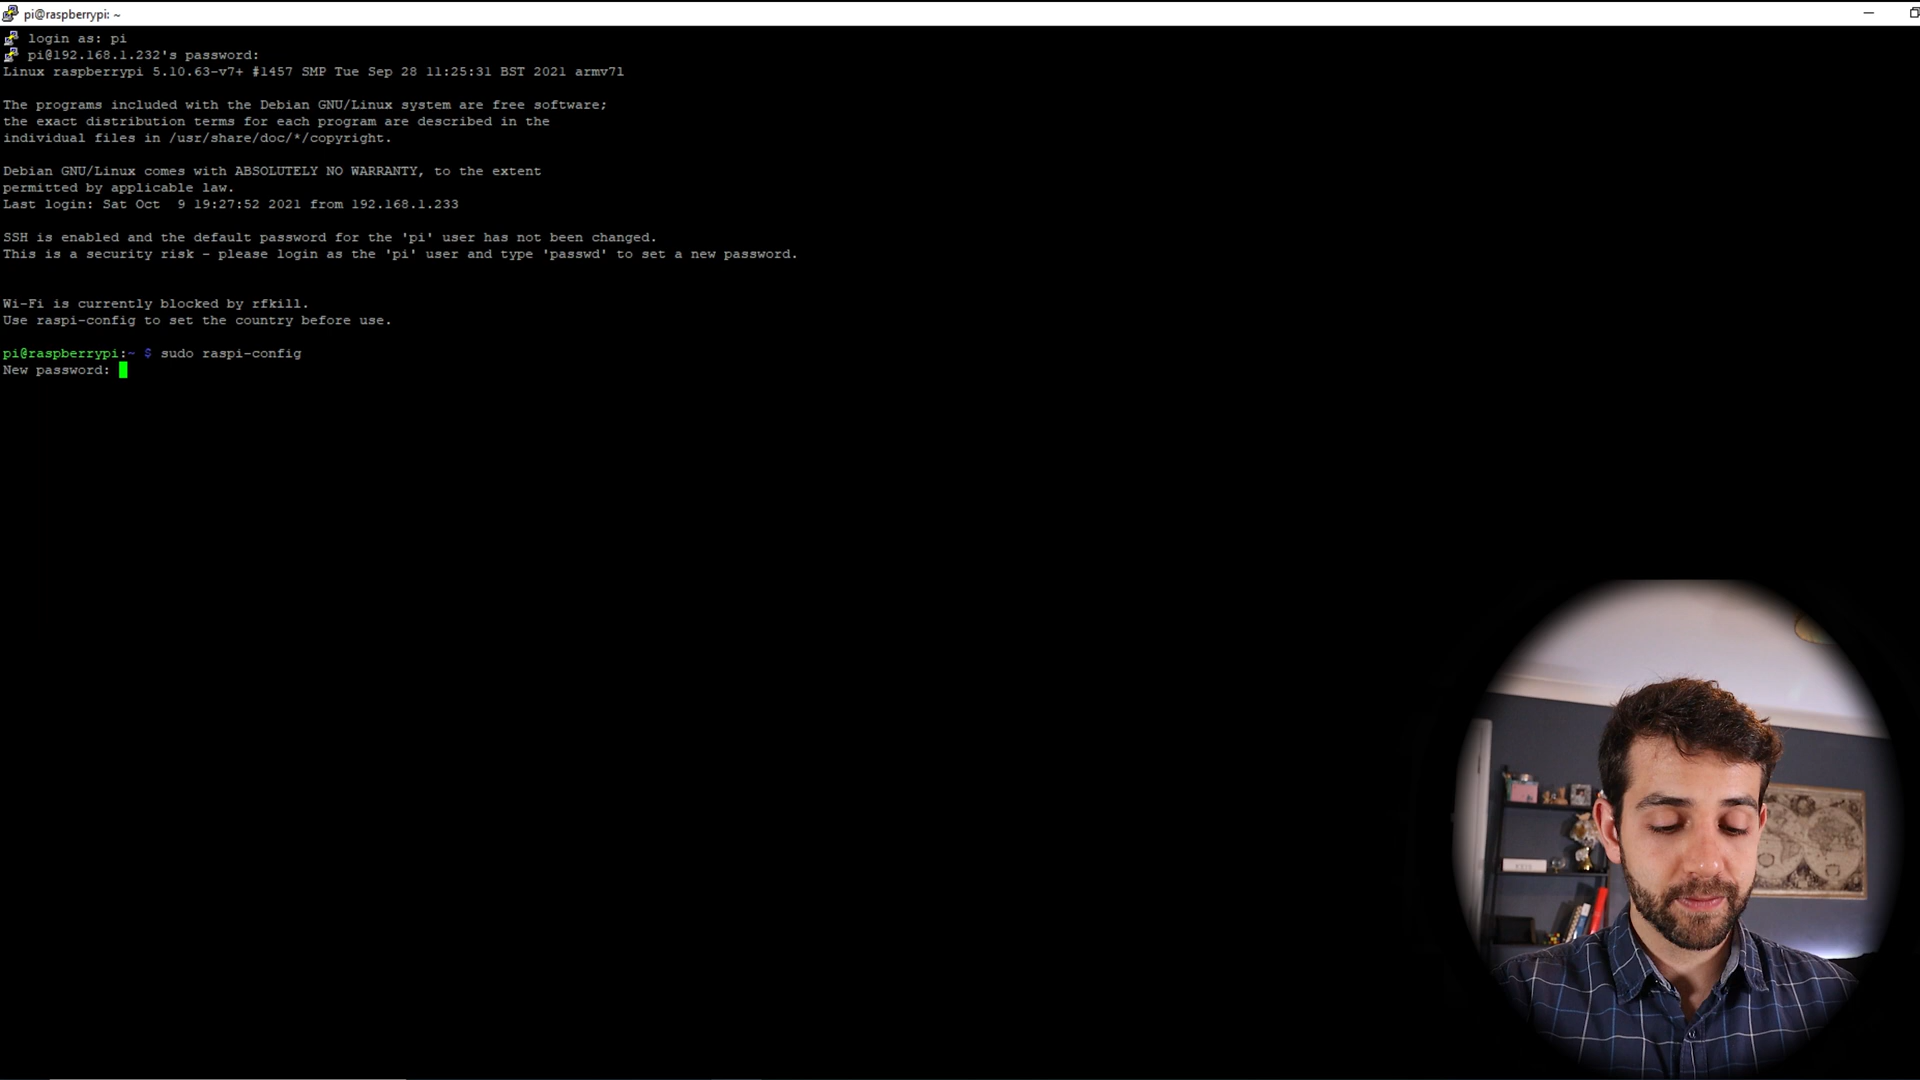 pi@raspberrypi: ~
login as: pi
pi@192.168.1.232's password:
Linux raspberrypi 5.10.63-v7+ #1457 SMP Tue Sep 28 11:25:31 BST 2021 armv7l
The programs included with the Debian GNU/Linux system are free software;
the exact distribution terms for each program are described in the
individual files in /usr/share/doc/*/copyright.
Debian GNU/Linux comes with ABSOLUTELY NO WARRANTY, to the extent
permitted by applicable law.
Last login: Sat Oct  9 19:27:52 2021 from 192.168.1.233
SSH is enabled and the default password for the 'pi' user has not been changed.
This is a security risk - please login as the 'pi' user and type 'passwd' to set a new password.
Wi-Fi is currently blocked by rfkill.
Use raspi-config to set the country before use.
pi@raspberrypi:~ $ sudo raspi-config
New password: